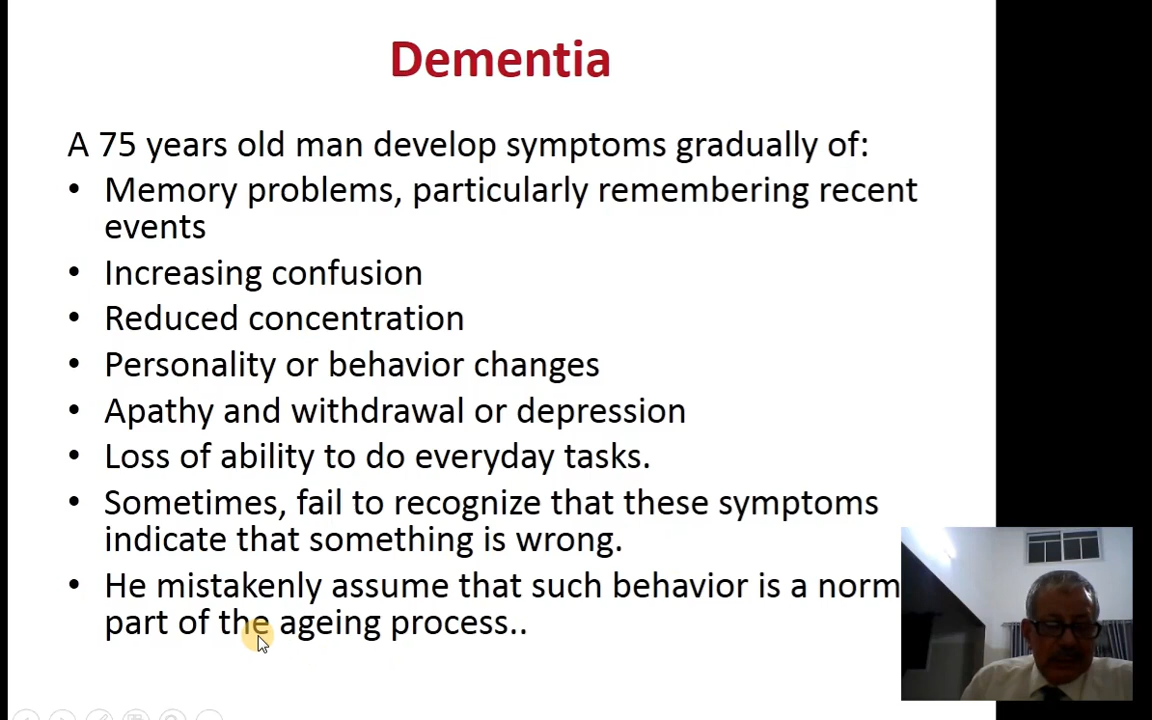 Dementia
A 75 years old man develop symptoms gradually of:
• Memory problems, particularly remembering recent
events
• Increasing confusion
• Reduced concentration
• Personality or behavior changes
• Apathy and withdrawal or depression
• Loss of ability to do everyday tasks.
• Sometimes, fail to recognize that these symptoms
indicate that something is wrong.
• He mistakenly assume that such behavior is a norm
part of the ageing process..